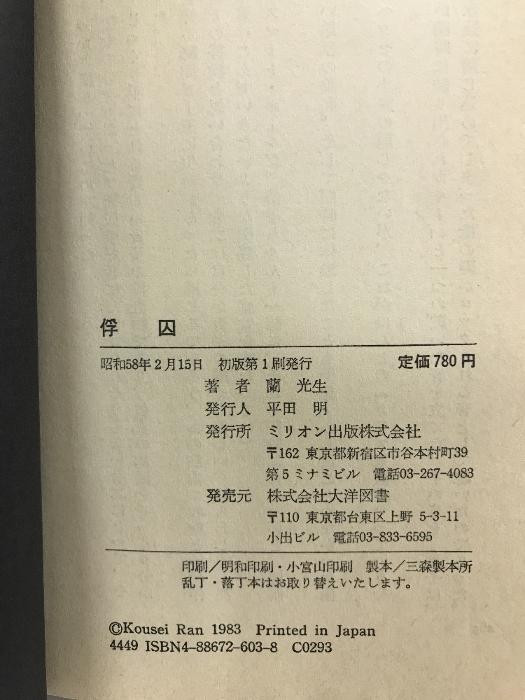 俘 囚
昭和58年2月15日 初版第1刷発行 定価780円
著 者 蘭 光生
発行人 平田 明
発行所 ミリオン出版株式会社
〒162 東京都新宿区市谷本村町39
第5ミナミビル 電話03-267-4083
発売元 株式会社大洋図書
〒110 東京都台東区上野 5-3-11
小出ビル 電話03-833-6595
印刷／明和印刷・小宮山印刷 製本／三森製本所
乱丁・落丁本はお取り替えいたします。
©Kousei Ran 1983 Printed in Japan
4449 ISBN4-88672-603-8 C0293